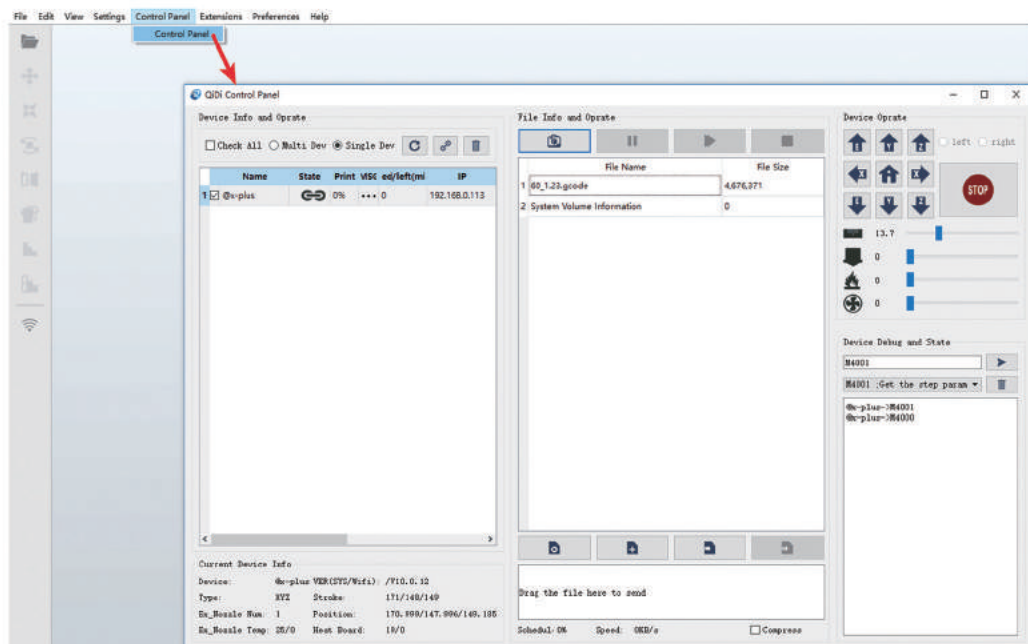 File Edit View Settings Control Panel Extensions Preferences Help
Control Panel
QiDi Control Panel
Device Info and Oprate
Check All Multi Dev Single Dev
Name State Print VISC ed/left(mi IP
1 @x-plus 0% ••• 0 192.168.0.113
Current Device Info
Device: @x-plus VER(SYS/Wifi): /V10.0.12
Type: XYZ Stroke: 171/148/149
Ex_Nozzle Num: 1 Position: 170.999/147.996/149.185
Ex_Nozzle Temp: 25/0 Heat Board: 19/0
File Info and Oprate
File Name File Size
1 60_1.23.gcode 4,676,371
2 System Volume Information 0
Drag the file here to send
Schedul: 0% Speed: 0KB/s Compress
Device Oprate
E Y Z left right
X X
E Y Z
STOP
13.7
0
0
0
Device Debug and State
M4001
M4001 ;Get the step param
@x-plus->M4001
@x-plus->M4000